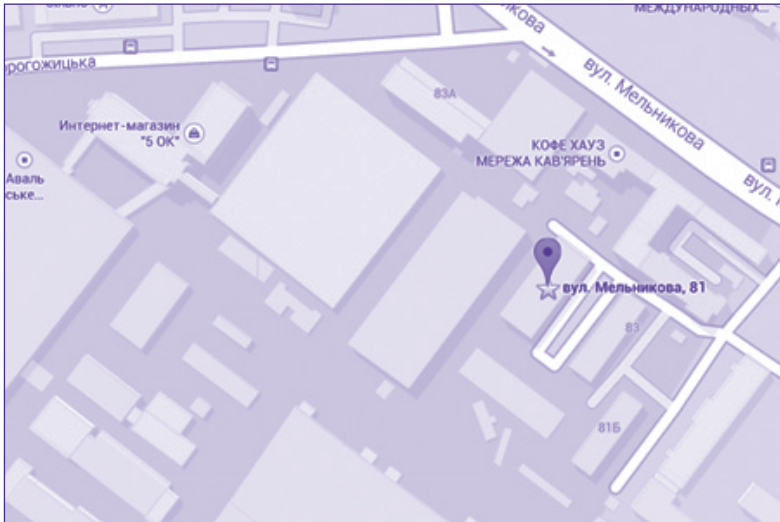 МЕЖДУНАРОДНЫХ...
вул. Мельникова
83А
Интернет-магазин
"5 ОК"
КОФЕ ХАУЗ
МЕРЕЖА КАВ'ЯРЕНЬ
Аваль
ське...
вул.
вул. Мельникова, 81
83
81Б